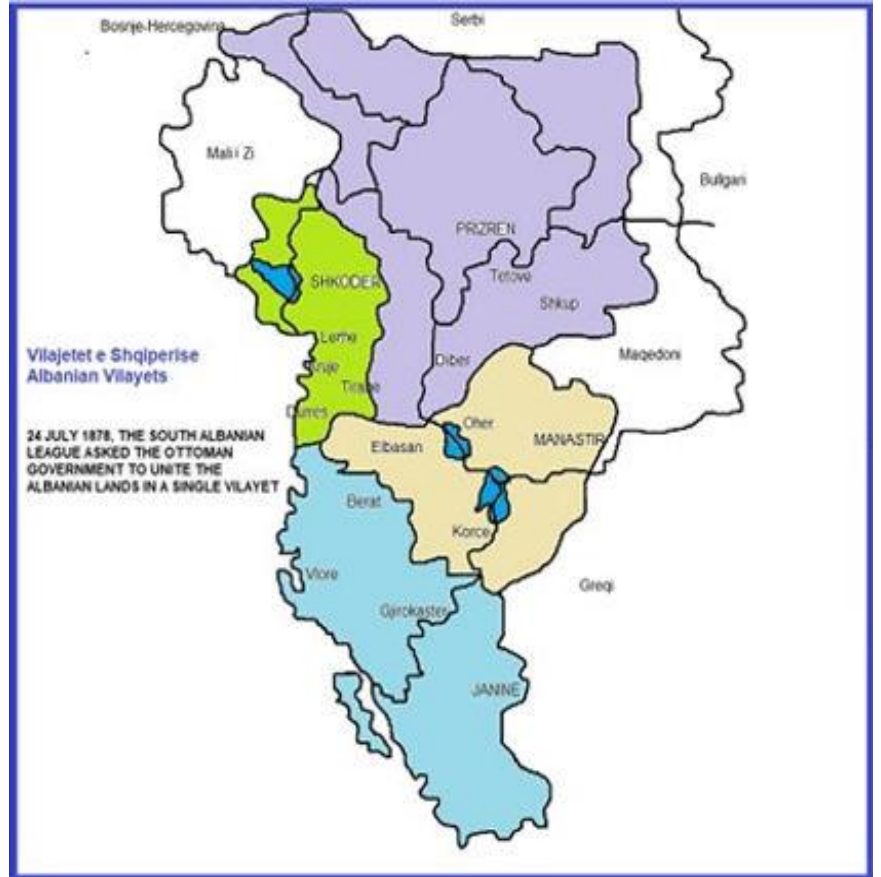 Bosnje-Hercegovina
Serbi
Mali i Zi
Bullgari
PRIZREN
SHKODER
Tetove
Shkup
Lezhe
Vilajetet e Shqiperise
Albanian Vilayets
Kruje
Diber
Maqedoni
Tirane
Durres
24 JULY 1878, THE SOUTH ALBANIAN
LEAGUE ASKED THE OTTOMAN
GOVERNMENT TO UNITE THE
ALBANIAN LANDS IN A SINGLE VILAYET
Oher
Elbasan
MANASTIR
Berat
Korce
Vlore
Greqi
Gjirokaster
JANINE